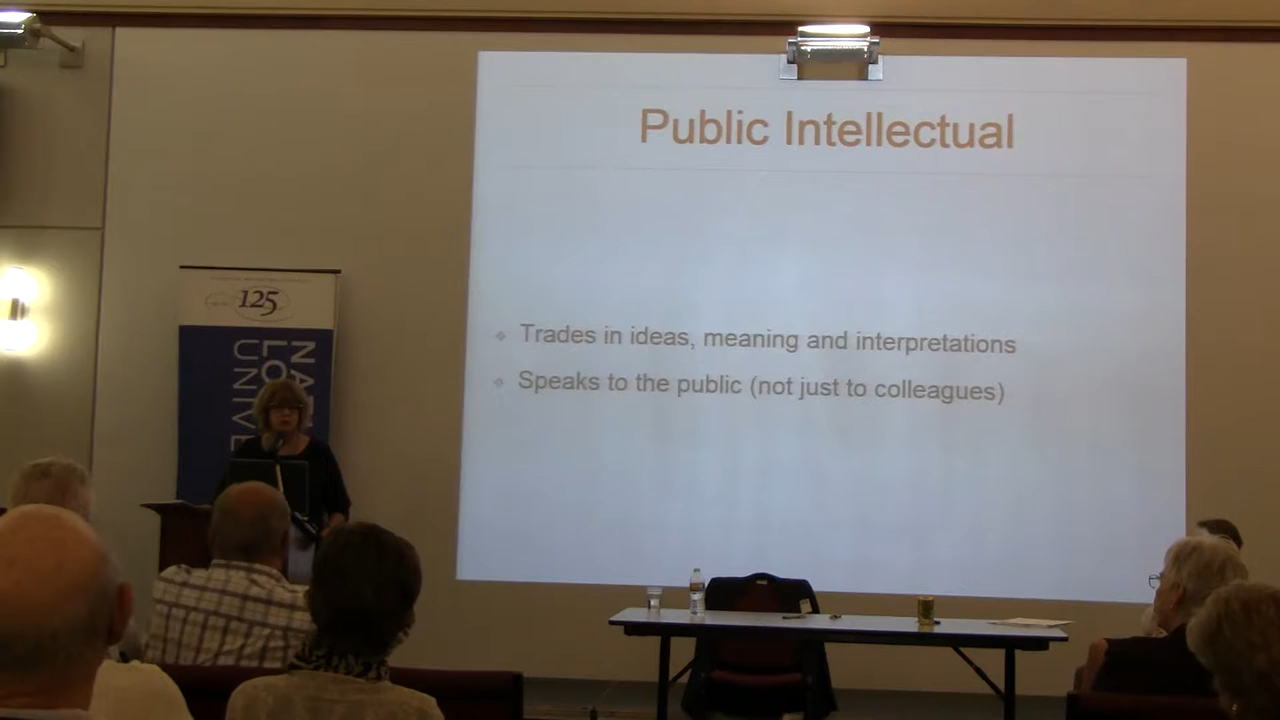 Public Intellectual
Trades in ideas, meaning and interpretations
Speaks to the public (not just to colleagues)
125